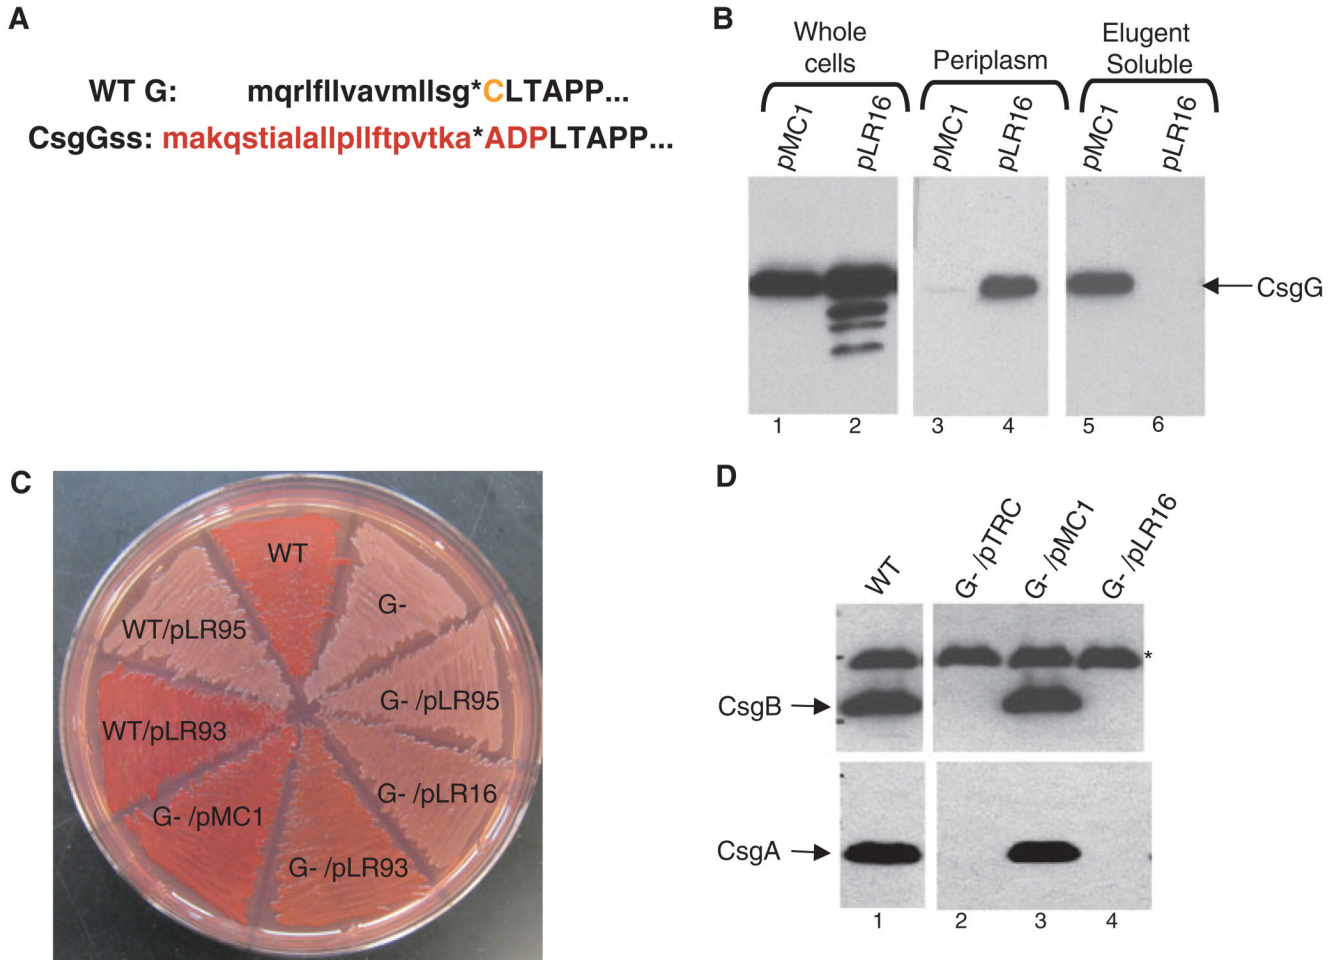 A
WT G: mqrlfllvavmllsg*CLTAPP...
CsgGss: makqstialallpllftpvtka*ADPLTAPP...
B
Whole cells
Periplasm
Elugent Soluble
pMC1
pLR16
pMC1
pLR16
pMC1
pLR16
CsgG
1 2 3 4 5 6
C
WT
G-
WT/pLR95
G- /pLR95
WT/pLR93
G- /pLR16
G- /pMC1
G- /pLR93
D
WT
G- /pTRC
G- /pMC1
G- /pLR16
*
CsgB
CsgA
1 2 3 4